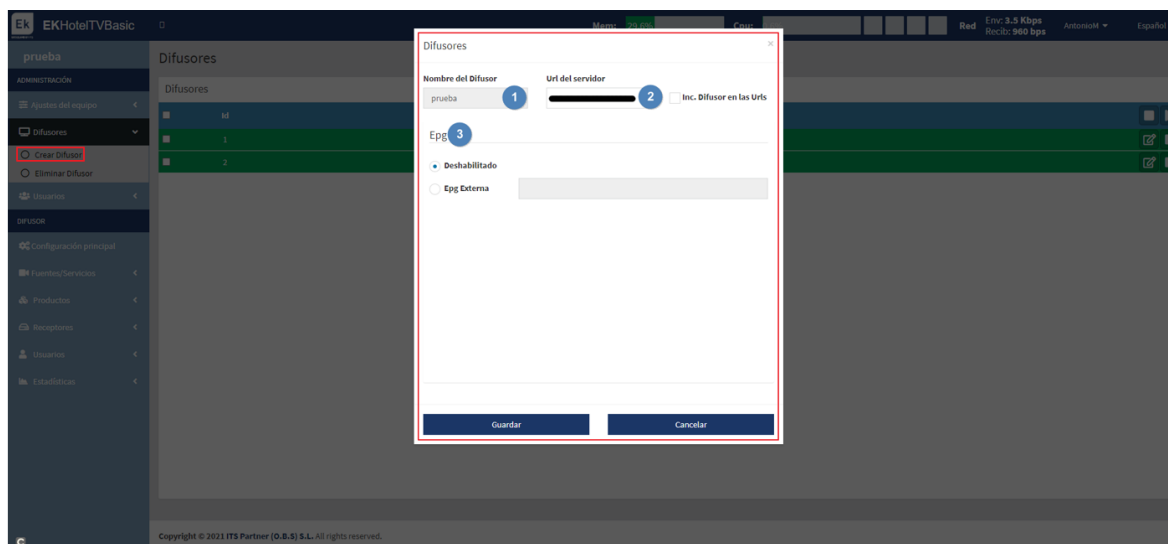 Ek EKHotelTVBasic
Mem: 29.6% Cpu:
Red Env: 3.5 Kbps
Recib: 960 bps
AntonioM Español
prueba
ADMINISTRACIÓN
Ajustes del equipo
Difusores
Crear Difusor
Eliminar Difusor
Usuarios
DIFUSOR
Configuración principal
Fuentes/Servicios
Productos
Receptores
Usuarios
Estadísticas
Difusores
Difusores
Id
1
2
Difusores ×
Nombre del Difusor Url del servidor
prueba 1 2 Inc. Difusor en las Urls
Epg 3
Deshabilitado
Epg Externa
Guardar Cancelar
Copyright © 2021 ITS Partner (O.B.S) S.L. All rights reserved.